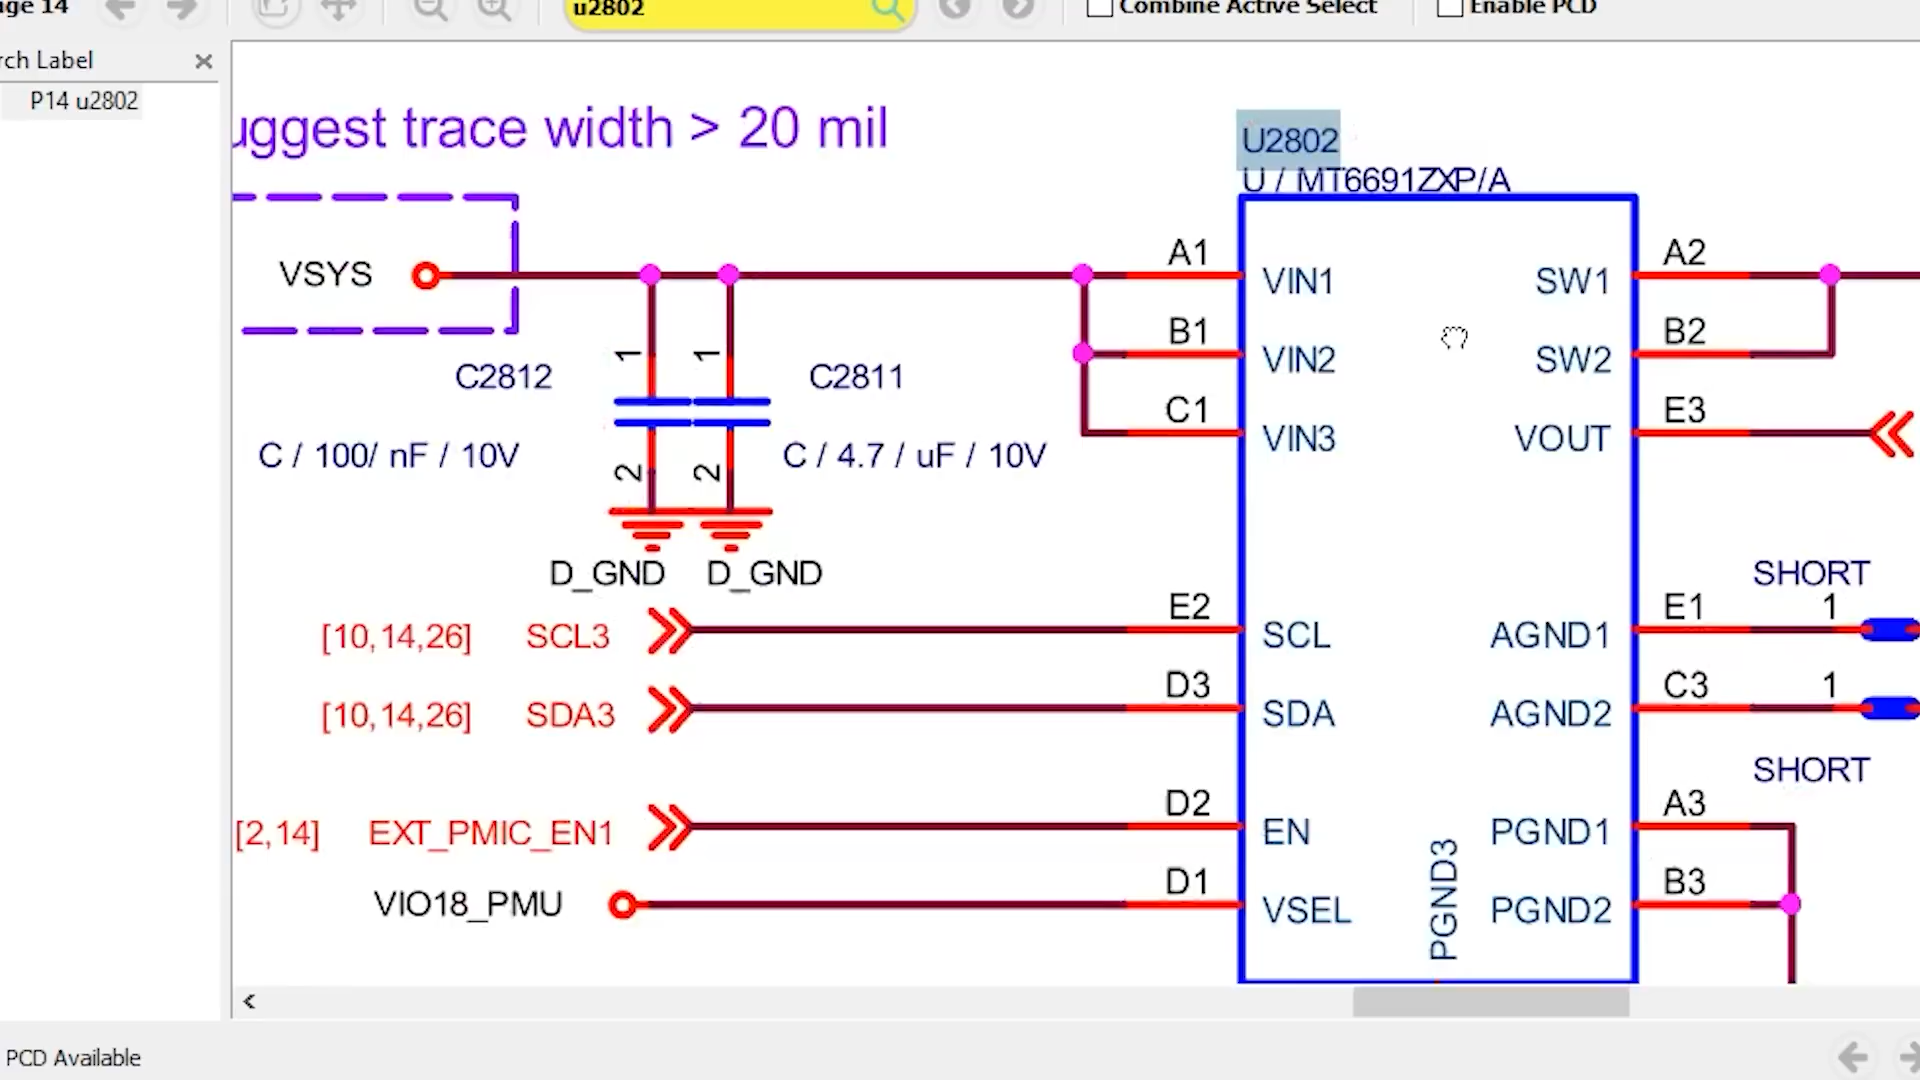 ge 14
u2802
Combine Active Select
Enable PCD
rch Label
P14 u2802
uggest trace width > 20 mil
U2802
U / MT6691ZXP/A
VSYS
A1
VIN1
SW1
A2
B1
VIN2
SW2
B2
C2812
1
1
C2811
C1
VIN3
VOUT
E3
C / 100/ nF / 10V
2
2
C / 4.7 / uF / 10V
D_GND
D_GND
SHORT
[10,14,26]
SCL3
E2
SCL
AGND1
E1
1
[10,14,26]
SDA3
D3
SDA
AGND2
C3
1
SHORT
[2,14]
EXT_PMIC_EN1
D2
EN
PGND1
A3
VIO18_PMU
D1
VSEL
PGND3
PGND2
B3
PCD Available